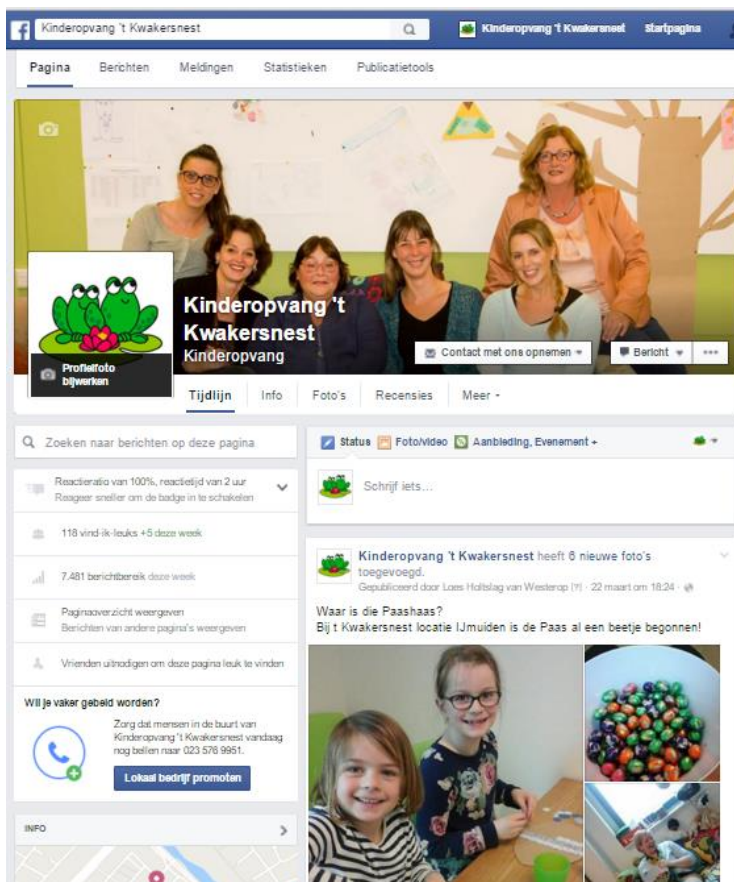 Kinderopvang 't Kwakersnest
Kinderopvang 't Kwakersnest Startpagina
Pagina Berichten Meldingen Statistieken Publicatietools
Kinderopvang 't
Kwakersnest
Kinderopvang
Profielfoto
bijwerken
Contact met ons opnemen
Bericht
Tijdlijn Info Foto's Recensies Meer
Zoeken naar berichten op deze pagina
Reactieratio van 100%, reactietijd van 2 uur
Reageer sneller om de badge in te schakelen
118 vind-ik-leuks +5 deze week
7.481 berichtbereik deze week
Paginaoverzicht weergeven
Berichten van andere pagina's weergeven
Vrienden uitnodigen om deze pagina leuk te vinden
Wil je vaker gebeld worden?
Zorg dat mensen in de buurt van
Kinderopvang 't Kwakersnest vandaag
nog bellen naar 023 576 9951.
Lokaal bedrijf promoten
INFO
Status Foto/video Aanbieding, Evenement +
Schrijf iets...
Kinderopvang 't Kwakersnest heeft 6 nieuwe foto's
toegevoegd.
Gepubliceerd door Loes Holtslag van Westerop [?] · 22 maart om 18:24 ·
Waar is die Paashaas?
Bij t Kwakersnest locatie IJmuiden is de Paas al een beetje begonnen!